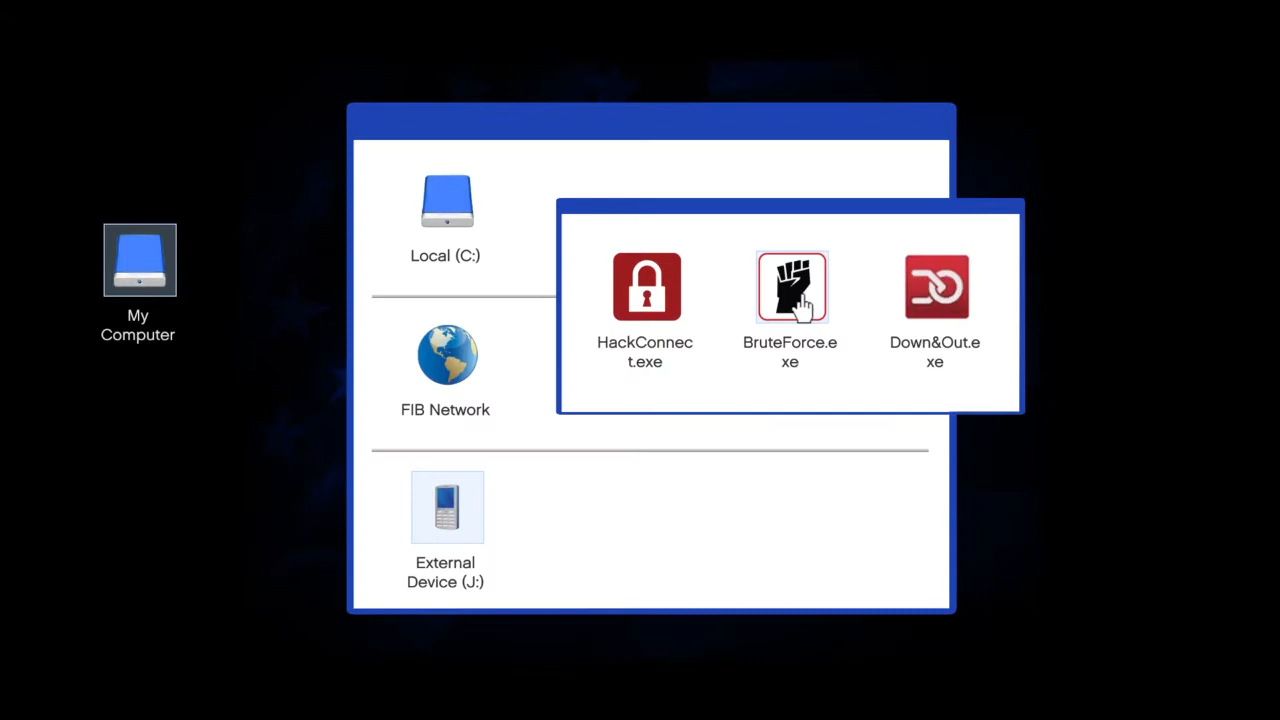 My
Computer
Local (C:)
FIB Network
External
Device (J:)
HackConnec
t.exe
BruteForce.e
xe
Down&Out.e
xe